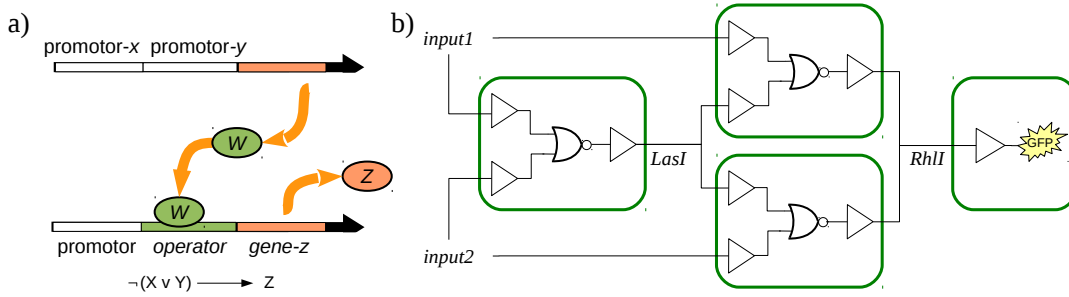 a)
promotor-x promotor-y
W
Z
W
promotor operator gene-z
¬(X v Y) Z
b)
input1
LasI
RhlI
GFP
input2